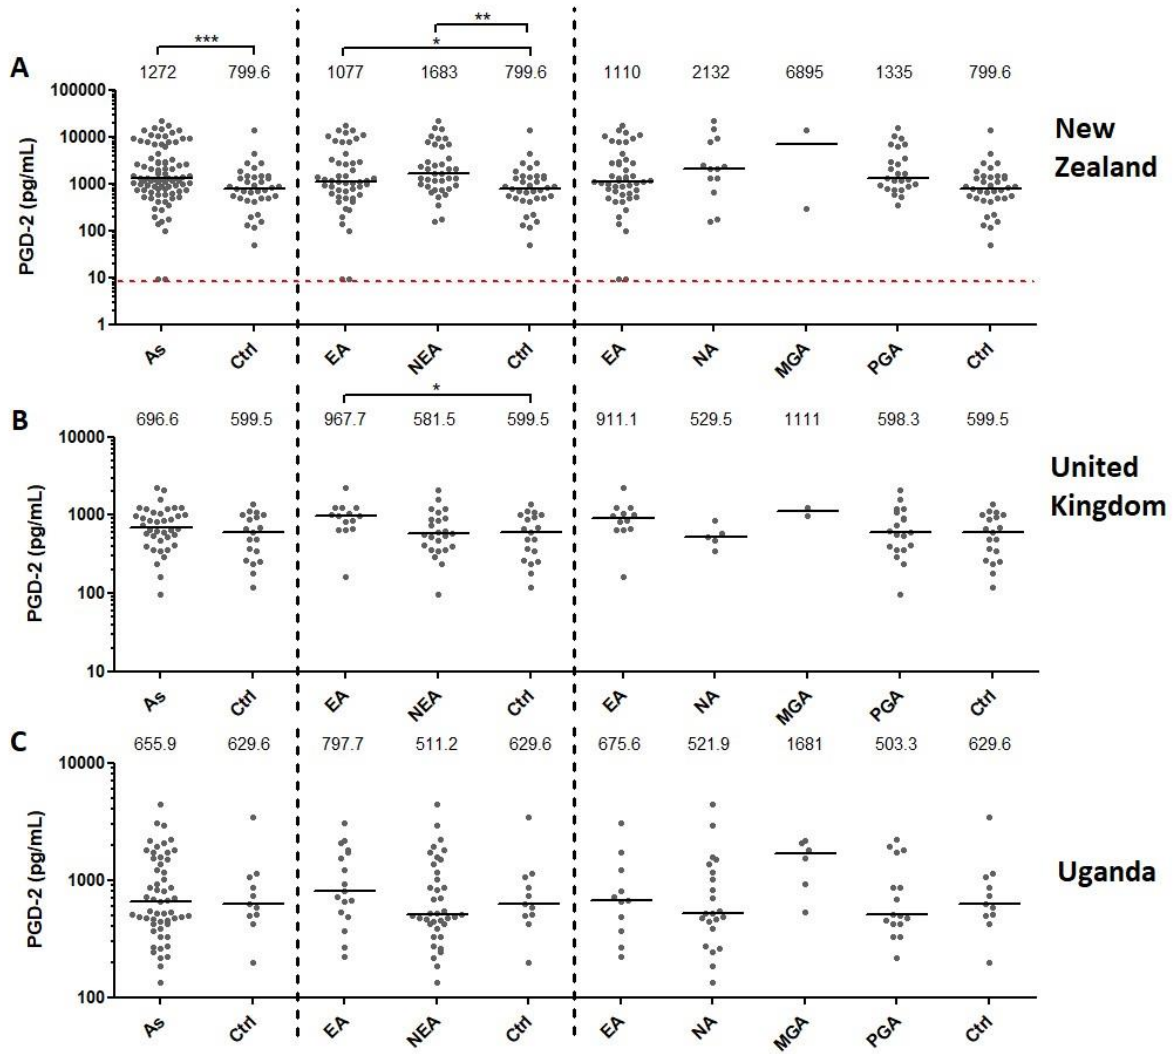 *** * **
A
1272 799.6 1077 1683 799.6 1110 2132 6895 1335 799.6
100000
10000
1000
100
10
1
PGD-2 (pg/mL)
New
Zealand
As Ctrl EA NEA Ctrl EA NA MGA PGA Ctrl
*
B
696.6 599.5 967.7 581.5 599.5 911.1 529.5 1111 598.3 599.5
10000
1000
100
10
PGD-2 (pg/mL)
United
Kingdom
As Ctrl EA NEA Ctrl EA NA MGA PGA Ctrl
C
655.9 629.6 797.7 511.2 629.6 675.6 521.9 1681 503.3 629.6
10000
1000
100
PGD-2 (pg/mL)
Uganda
As Ctrl EA NEA Ctrl EA NA MGA PGA Ctrl